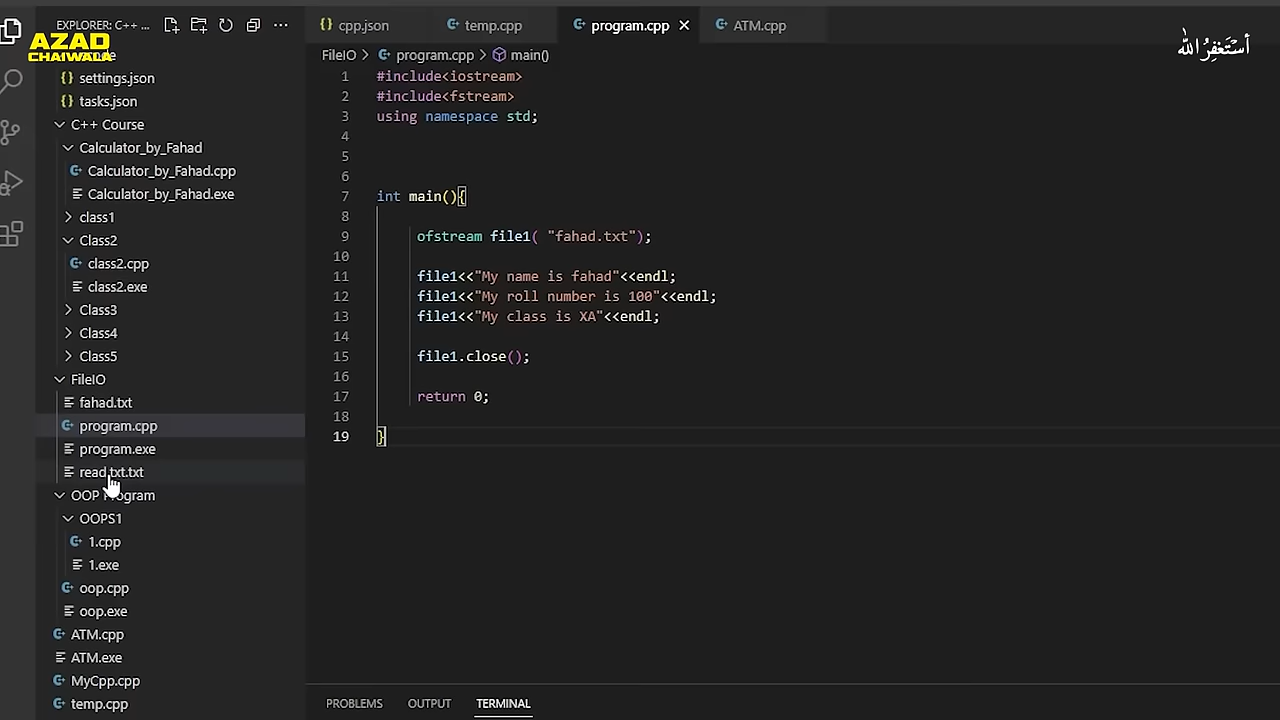 EXPLORER: C++ ...
AZAD
CHAIWALA
settings.json
tasks.json
C++ Course
Calculator_by_Fahad
Calculator_by_Fahad.cpp
Calculator_by_Fahad.exe
class1
Class2
class2.cpp
class2.exe
Class3
Class4
Class5
FileIO
fahad.txt
program.cpp
program.exe
read.txt.txt
OOP Program
OOPS1
1.cpp
1.exe
oop.cpp
oop.exe
ATM.cpp
ATM.exe
MyCpp.cpp
temp.cpp
cpp.json temp.cpp program.cpp ATM.cpp
أستغفر الله
FileIO > program.cpp > main()
1 #include<iostream>
2 #include<fstream>
3 using namespace std;
4
5
6
7 int main(){
8
9 ofstream file1( "fahad.txt");
10
11 file1<<"My name is fahad"<<endl;
12 file1<<"My roll number is 100"<<endl;
13 file1<<"My class is XA"<<endl;
14
15 file1.close();
16
17 return 0;
18
19 }
PROBLEMS OUTPUT TERMINAL